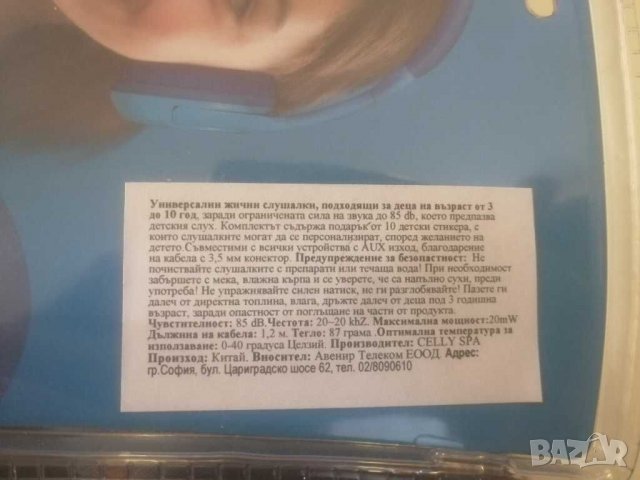 Универсални жични слушалки, подходящи за деца на възраст от 3
до 10 год, заради ограничената сила на звука до 85 db, което предпазва
детския слух. Комплектът съдържа подарък от 10 детски стикера, с
които слушалките могат да се персонализират, според желанието на
детето.Съвместими с всички устройства с AUX изход, благодарение
на кабела с 3,5 мм конектор. Предупреждение за безопастност: Не
почиствайте слушалките с препарати или течаща вода! При необходимост
забършете с мека, влажна кърпа и се уверете, че са напълно сухи, преди
употреба! Не упражнявайте силен натиск, не ги разглобявайте! Пазете ги
далеч от директна топлина, влага, дръжте далеч от деца под 3 годишна
възраст, заради опастност от поглъщане на части от продукта.
Чувствителност: 85 dB.Честота: 20–20 khZ. Максимална мощност:20mW
Дължина на кабела: 1,2 м. Тегло: 87 грама .Оптимална температура за
използване: 0-40 градуса Целзий. Производител: CELLY SPA
Произход: Китай. Вносител: Авенир Телеком ЕООД. Адрес:
гр.София, бул. Цариградско шосе 62, тел. 02/8090610
BAZAR